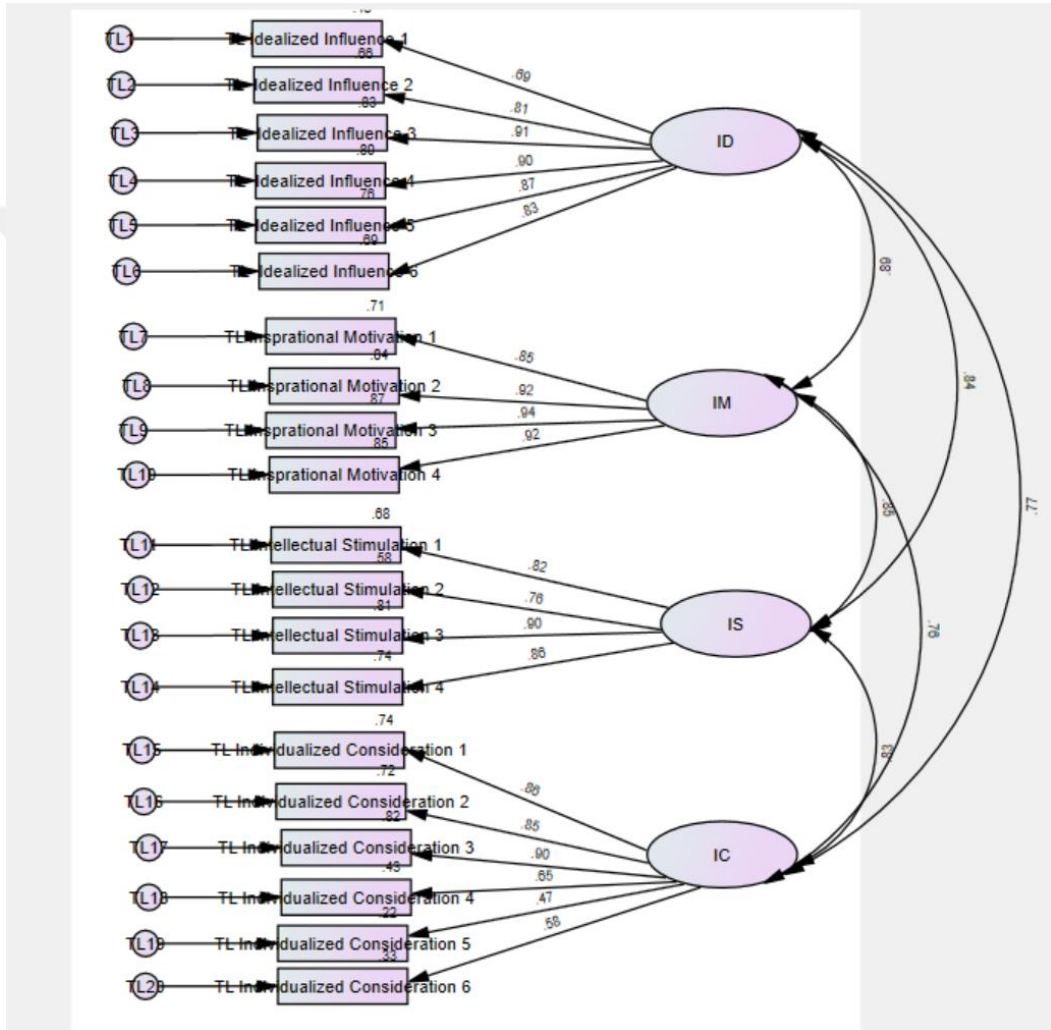 TL1
TL Idealized Influence 1
.69
.66
TL2
TL Idealized Influence 2
.81
.83
TL3
TL Idealized Influence 3
.91
ID
.80
TL4
TL Idealized Influence 4
.90
.76
TL5
TL Idealized Influence 5
.87
.69
TL6
TL Idealized Influence 6
.83
.89
.71
TL7
TL Insprational Motivation 1
.85
.84
TL8
TL Insprational Motivation 2
.92
.84
.87
TL9
TL Insprational Motivation 3
.94
IM
.85
TL10
TL Insprational Motivation 4
.92
.77
.68
TL11
TL Intellectual Stimulation 1
.82
.58
TL12
TL Intellectual Stimulation 2
.76
.81
TL13
TL Intellectual Stimulation 3
.90
IS
.76
.74
TL14
TL Intellectual Stimulation 4
.86
.74
TL15
TL Individualized Consideration 1
.86
.83
.72
TL16
TL Individualized Consideration 2
.85
.82
TL17
TL Individualized Consideration 3
.90
IC
.43
TL18
TL Individualized Consideration 4
.65
.22
TL19
TL Individualized Consideration 5
.47
.33
TL20
TL Individualized Consideration 6
.58